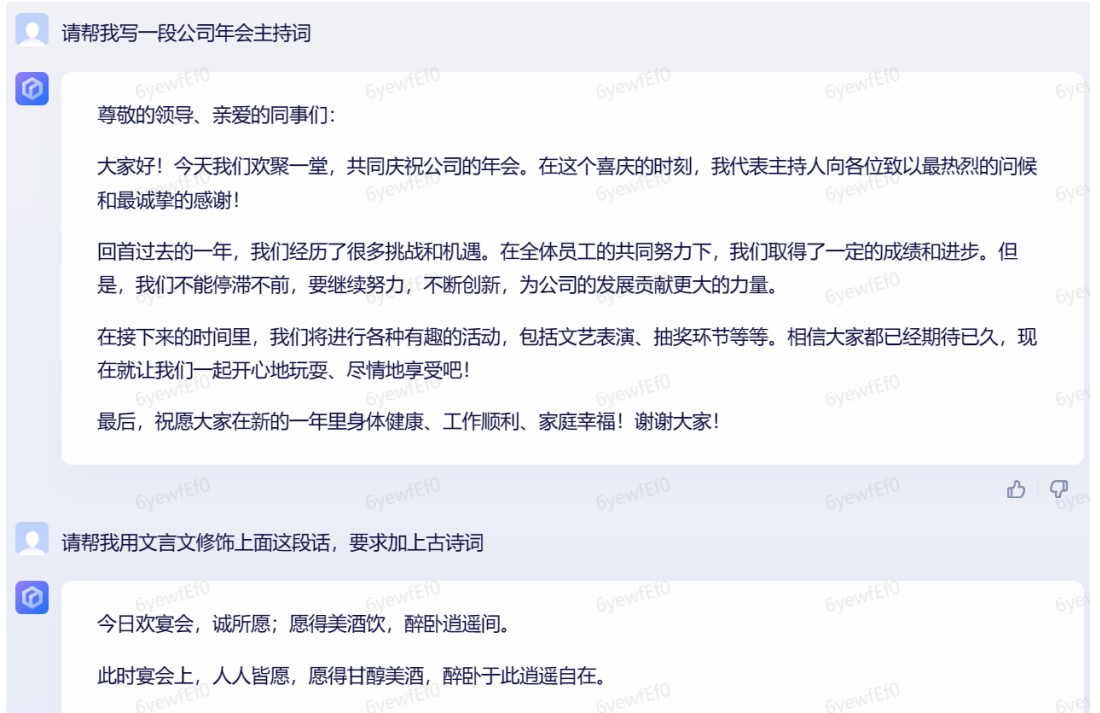 请帮我写一段公司年会主持词
尊敬的领导、亲爱的同事们：
大家好！今天我们欢聚一堂，共同庆祝公司的年会。在这个喜庆的时刻，我代表主持人向各位致以最热烈的问候
和最诚挚的感谢！
回首过去的一年，我们经历了很多挑战和机遇。在全体员工的共同努力下，我们取得了一定的成绩和进步。但
是，我们不能停滞不前，要继续努力，不断创新，为公司的发展贡献更大的力量。
在接下来的时间里，我们将进行各种有趣的活动，包括文艺表演、抽奖环节等等。相信大家都已经期待已久，现
在就让我们一起开心地玩耍、尽情地享受吧！
最后，祝愿大家在新的一年里身体健康、工作顺利、家庭幸福！谢谢大家！
请帮我用文言文修饰上面这段话，要求加上古诗词
今日欢宴会，诚所愿；愿得美酒饮，醉卧逍遥间。
此时宴会上，人人皆愿，愿得甘醇美酒，醉卧于此逍遥自在。
6yewfEf0